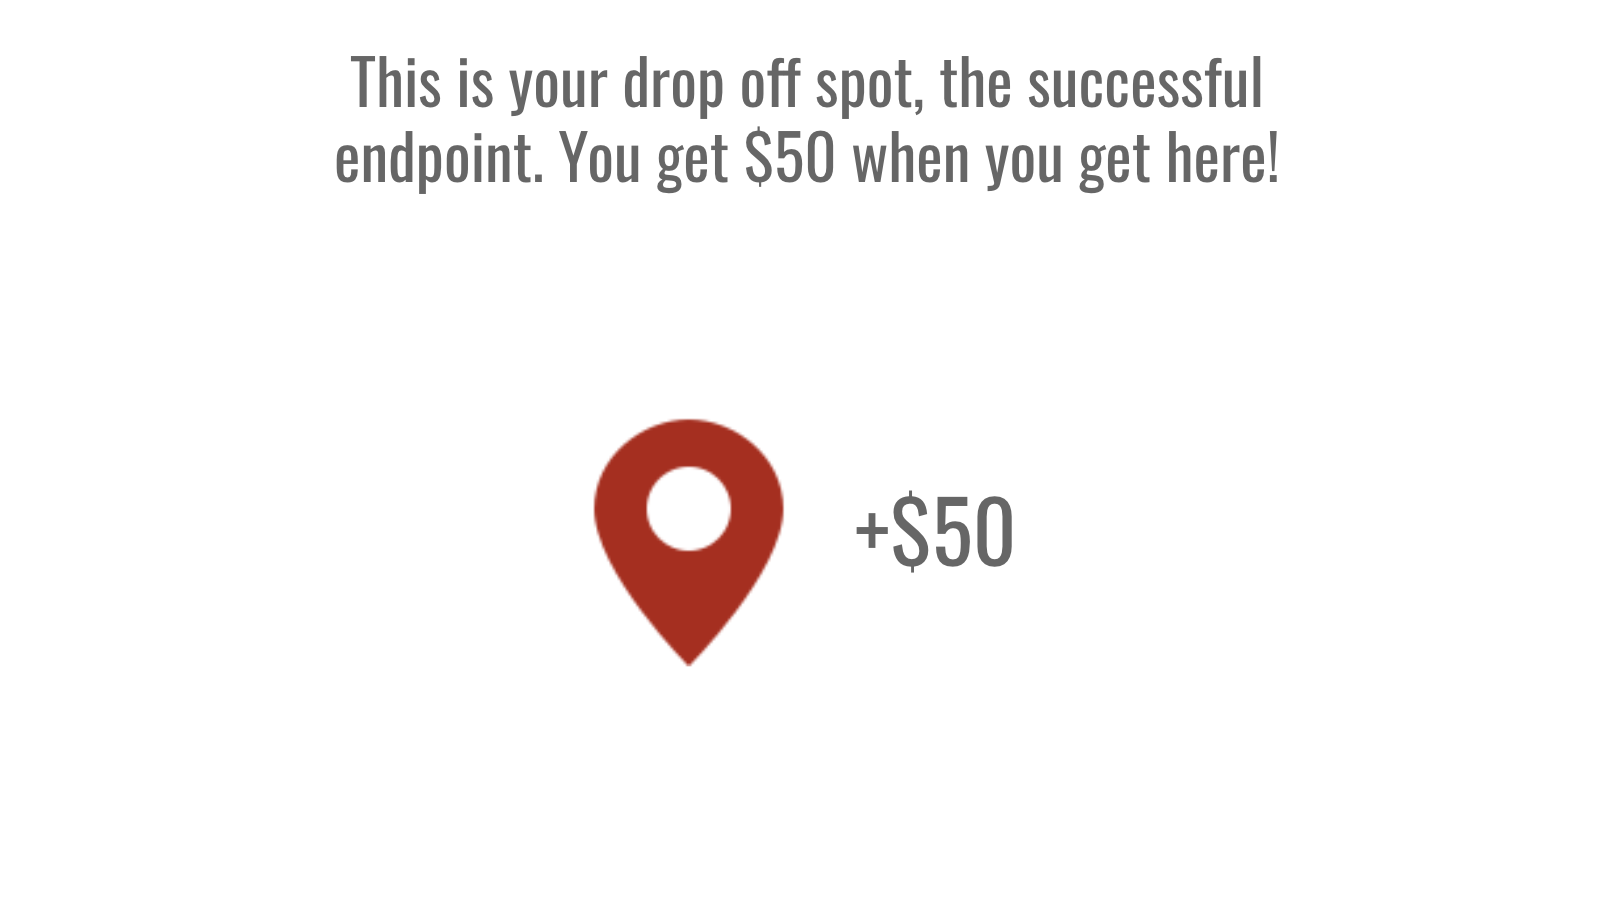 This is your drop off spot, the successful
endpoint. You get $50 when you get here!
+$50